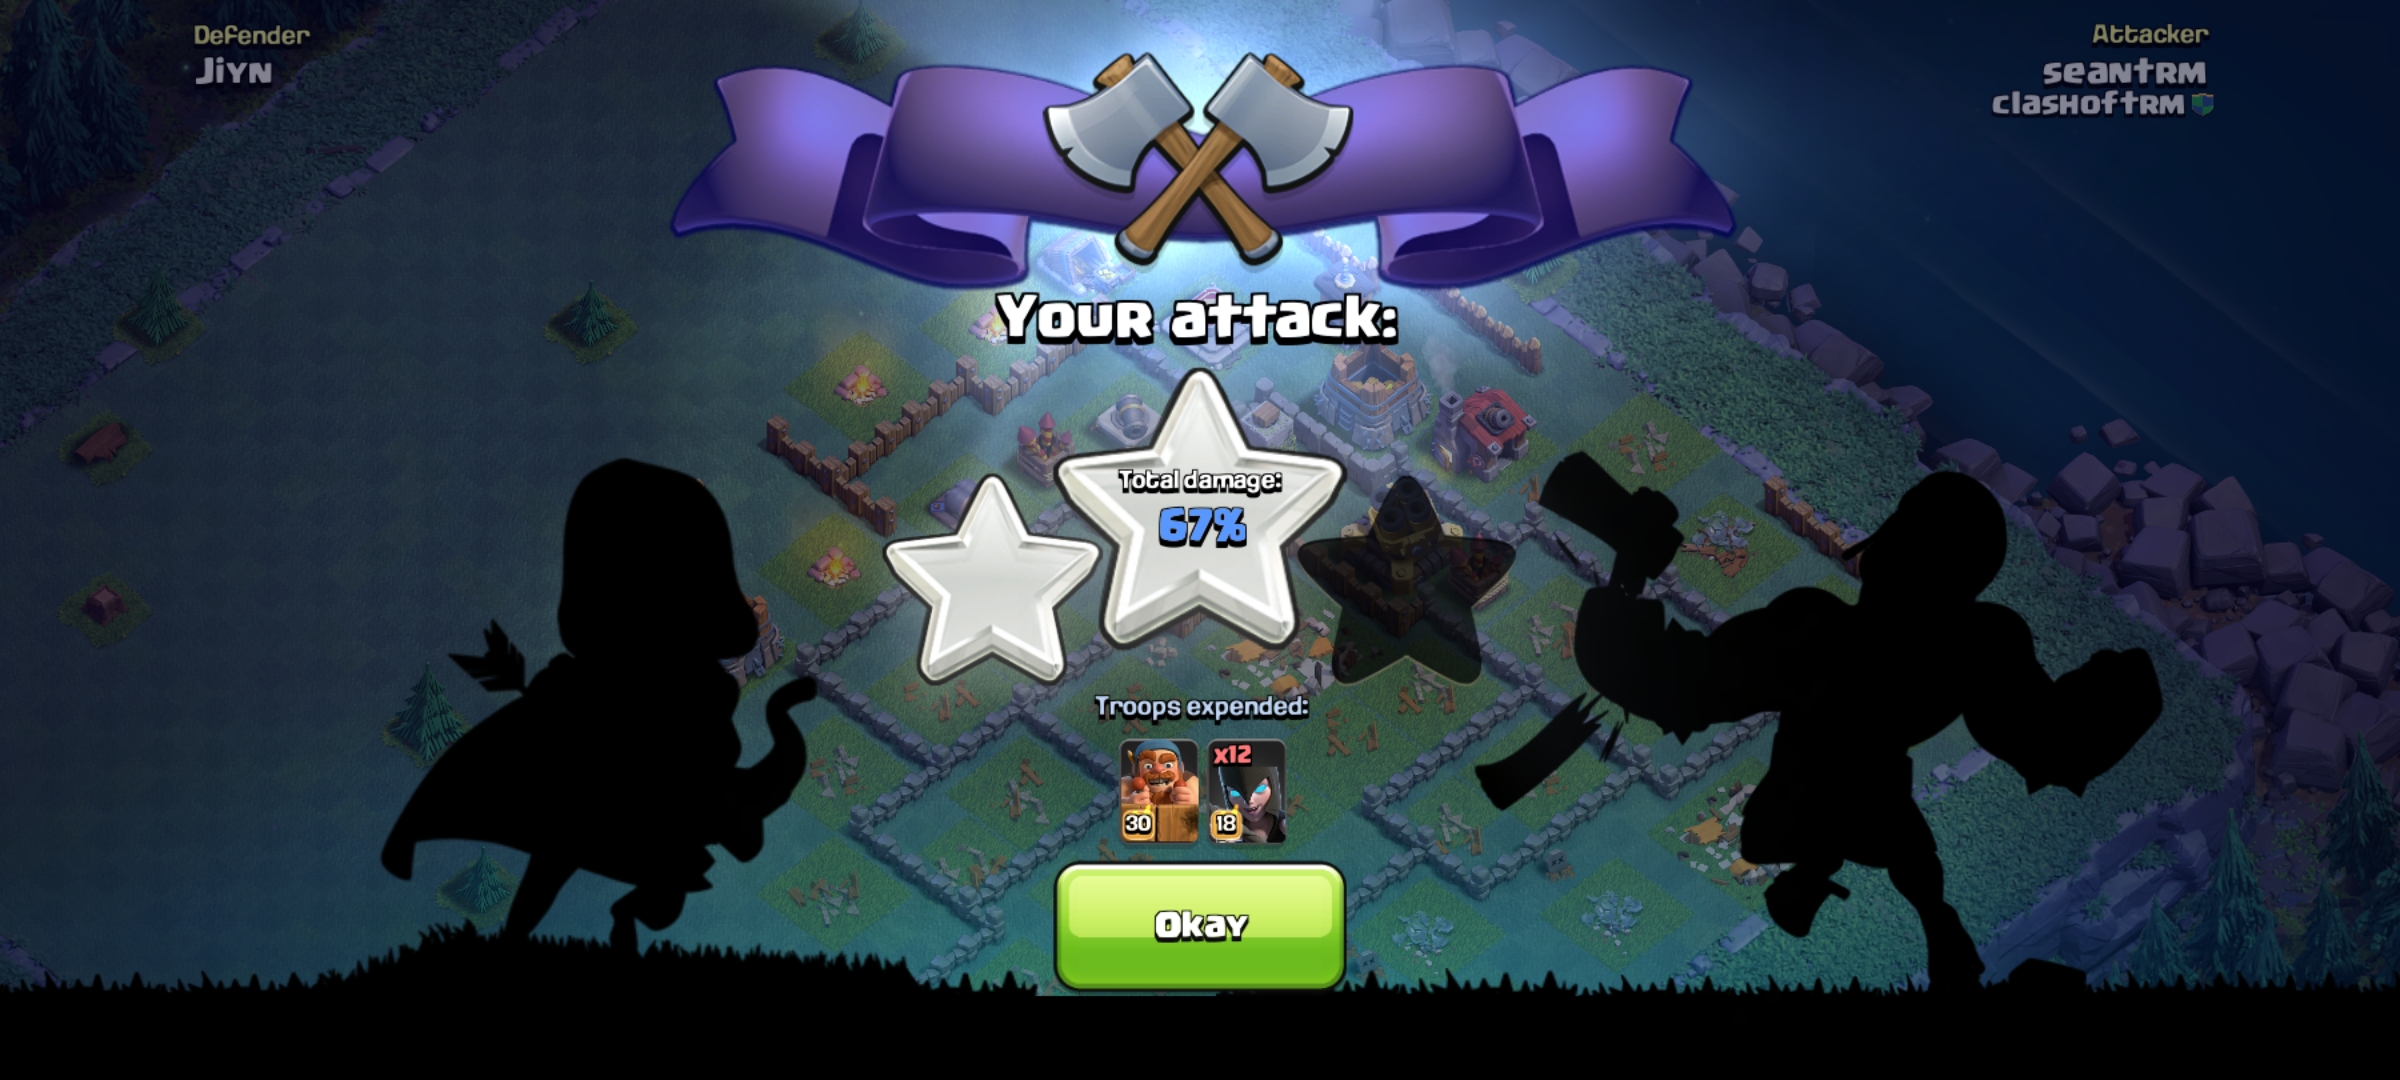 Defender
JiYN
Attacker
seantRM
clashoftRM
Your attack:
Total damage:
67%
Troops expended:
x12
30
18
Okay